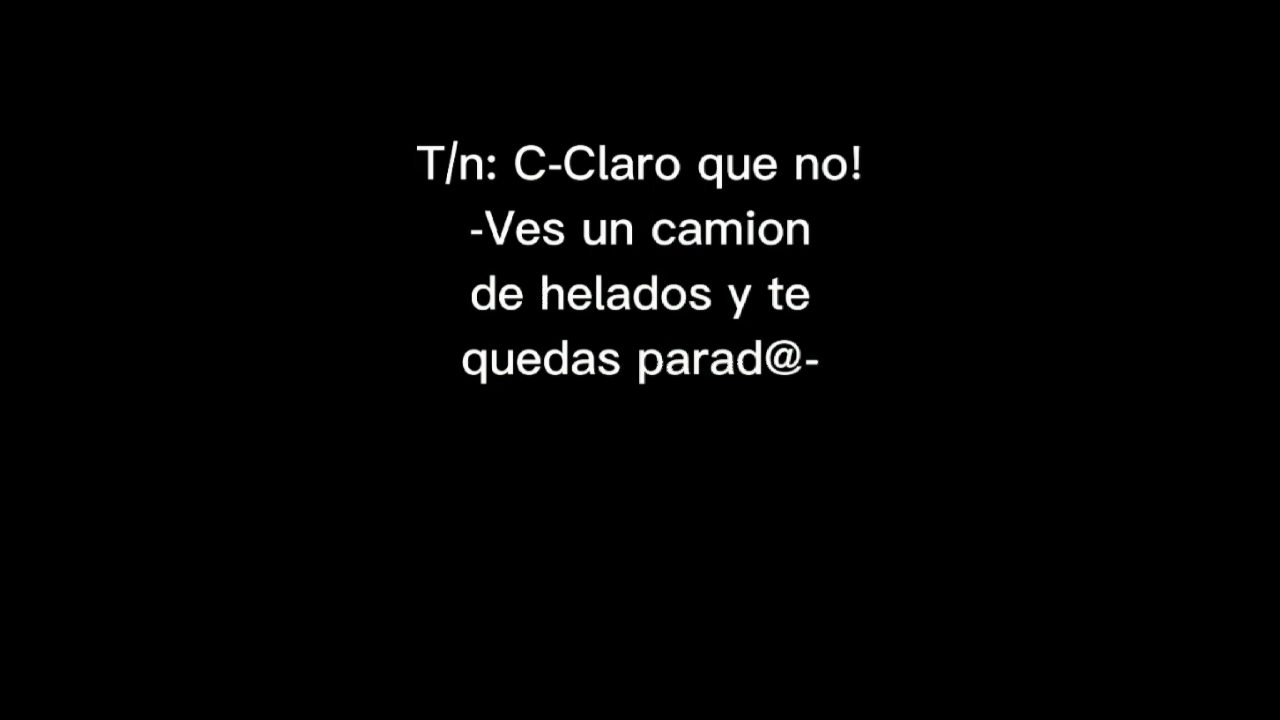 T/n: C-Claro que no!
-Ves un camion
de helados y te
quedas parad@-